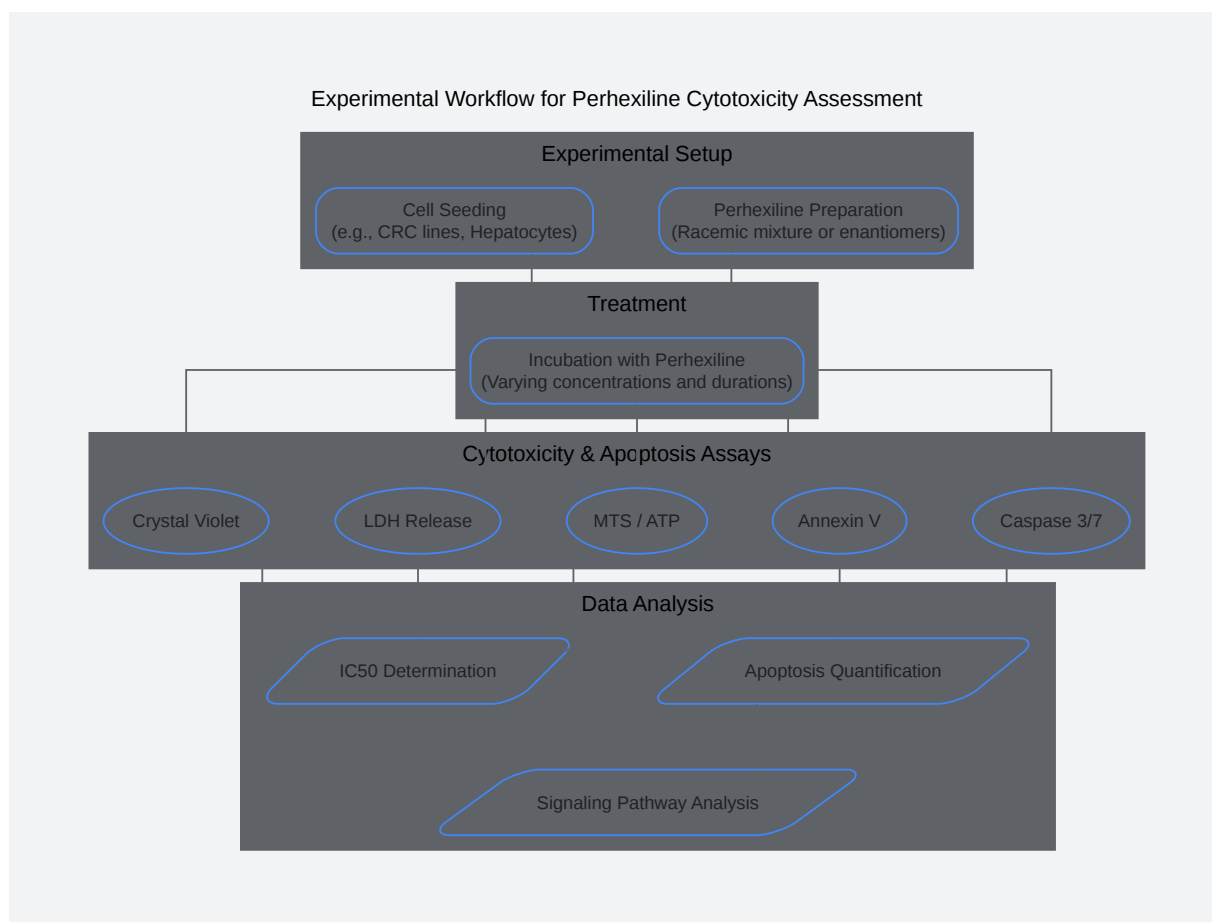 Experimental Workflow for Perhexiline Cytotoxicity Assessment
Experimental Setup
Cell Seeding
(e.g., CRC lines, Hepatocytes)
Perhexiline Preparation
(Racemic mixture or enantiomers)
Treatment
Incubation with Perhexiline
(Varying concentrations and durations)
Cytotoxicity & Apoptosis Assays
Crystal Violet
LDH Release
MTS / ATP
Annexin V
Caspase 3/7
Data Analysis
IC50 Determination
Apoptosis Quantification
Signaling Pathway Analysis